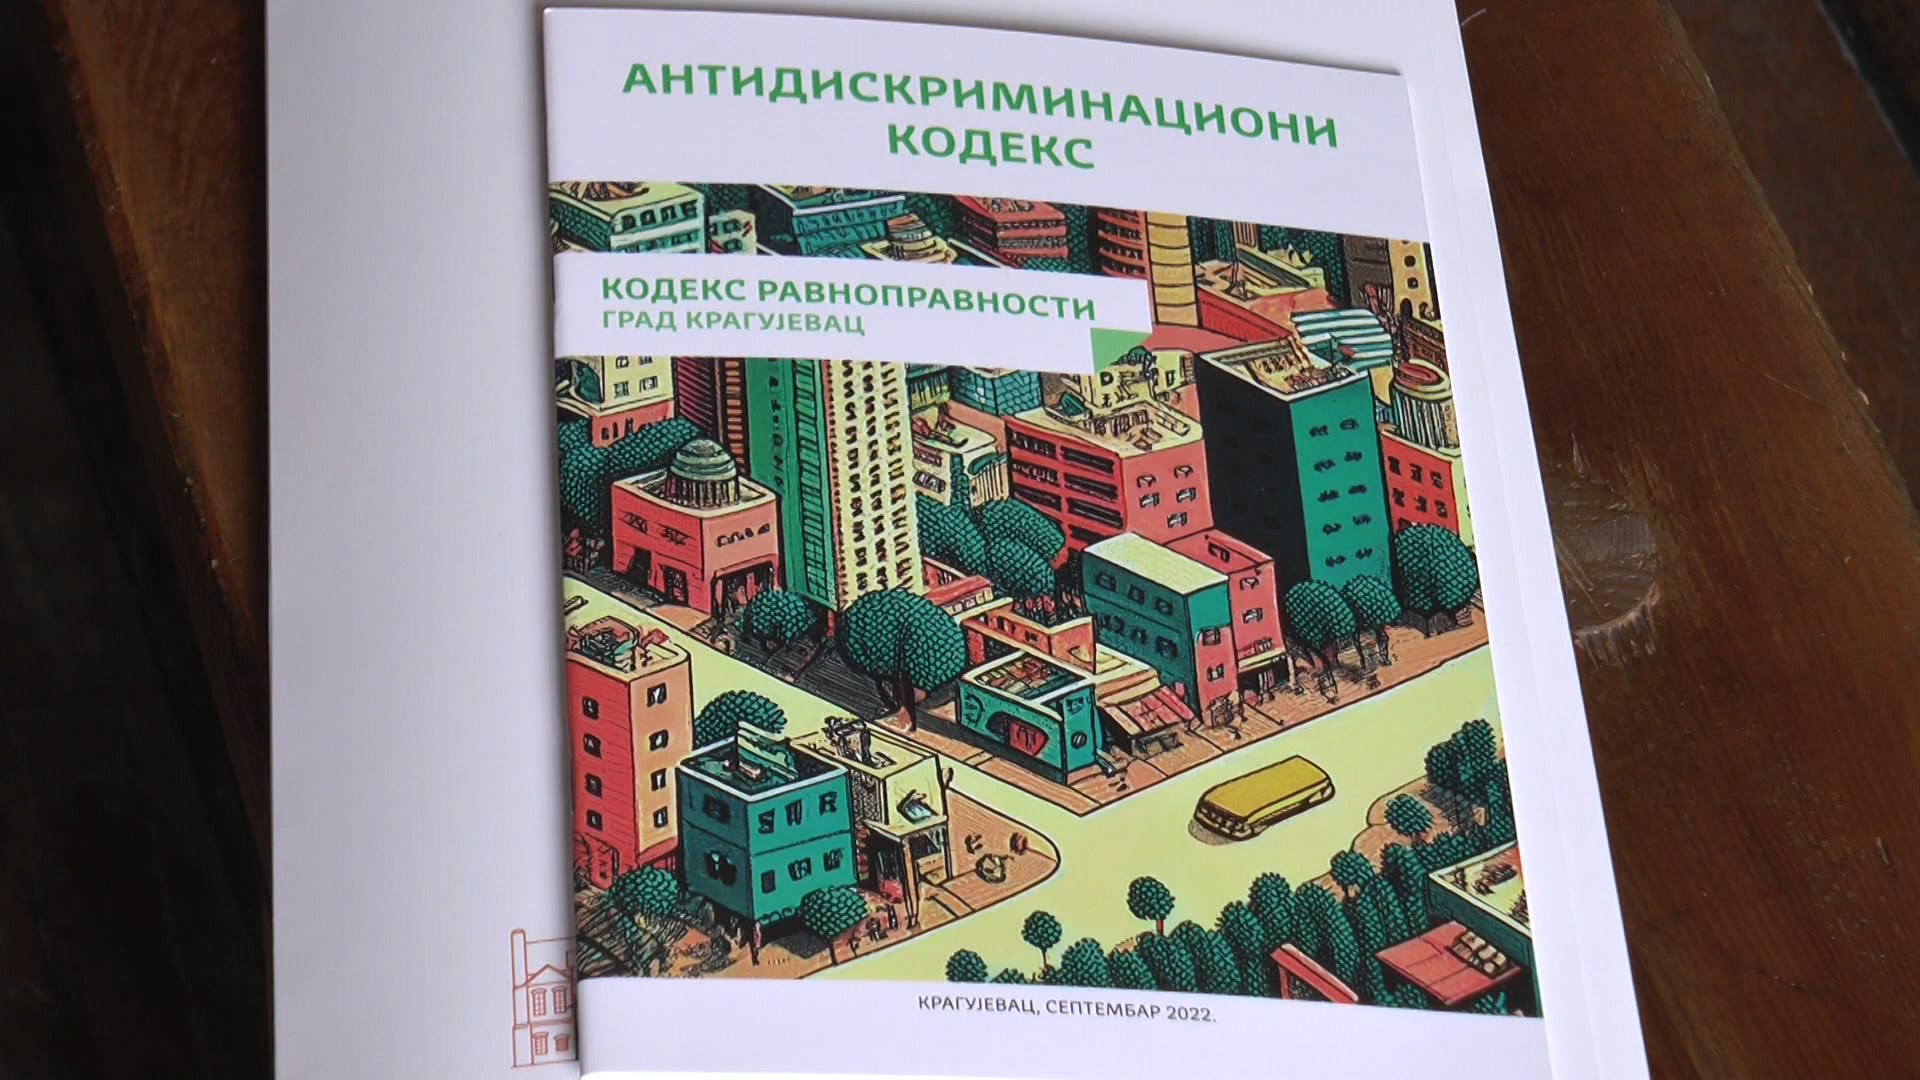 АНТИДИСКРИМИНАЦИОНИ
КОДЕКС
КОДЕКС РАВНОПРАВНОСТИ
ГРАД КРАГУЈЕВАЦ
КРАГУЈЕВАЦ, СЕПТЕМБАР 2022.